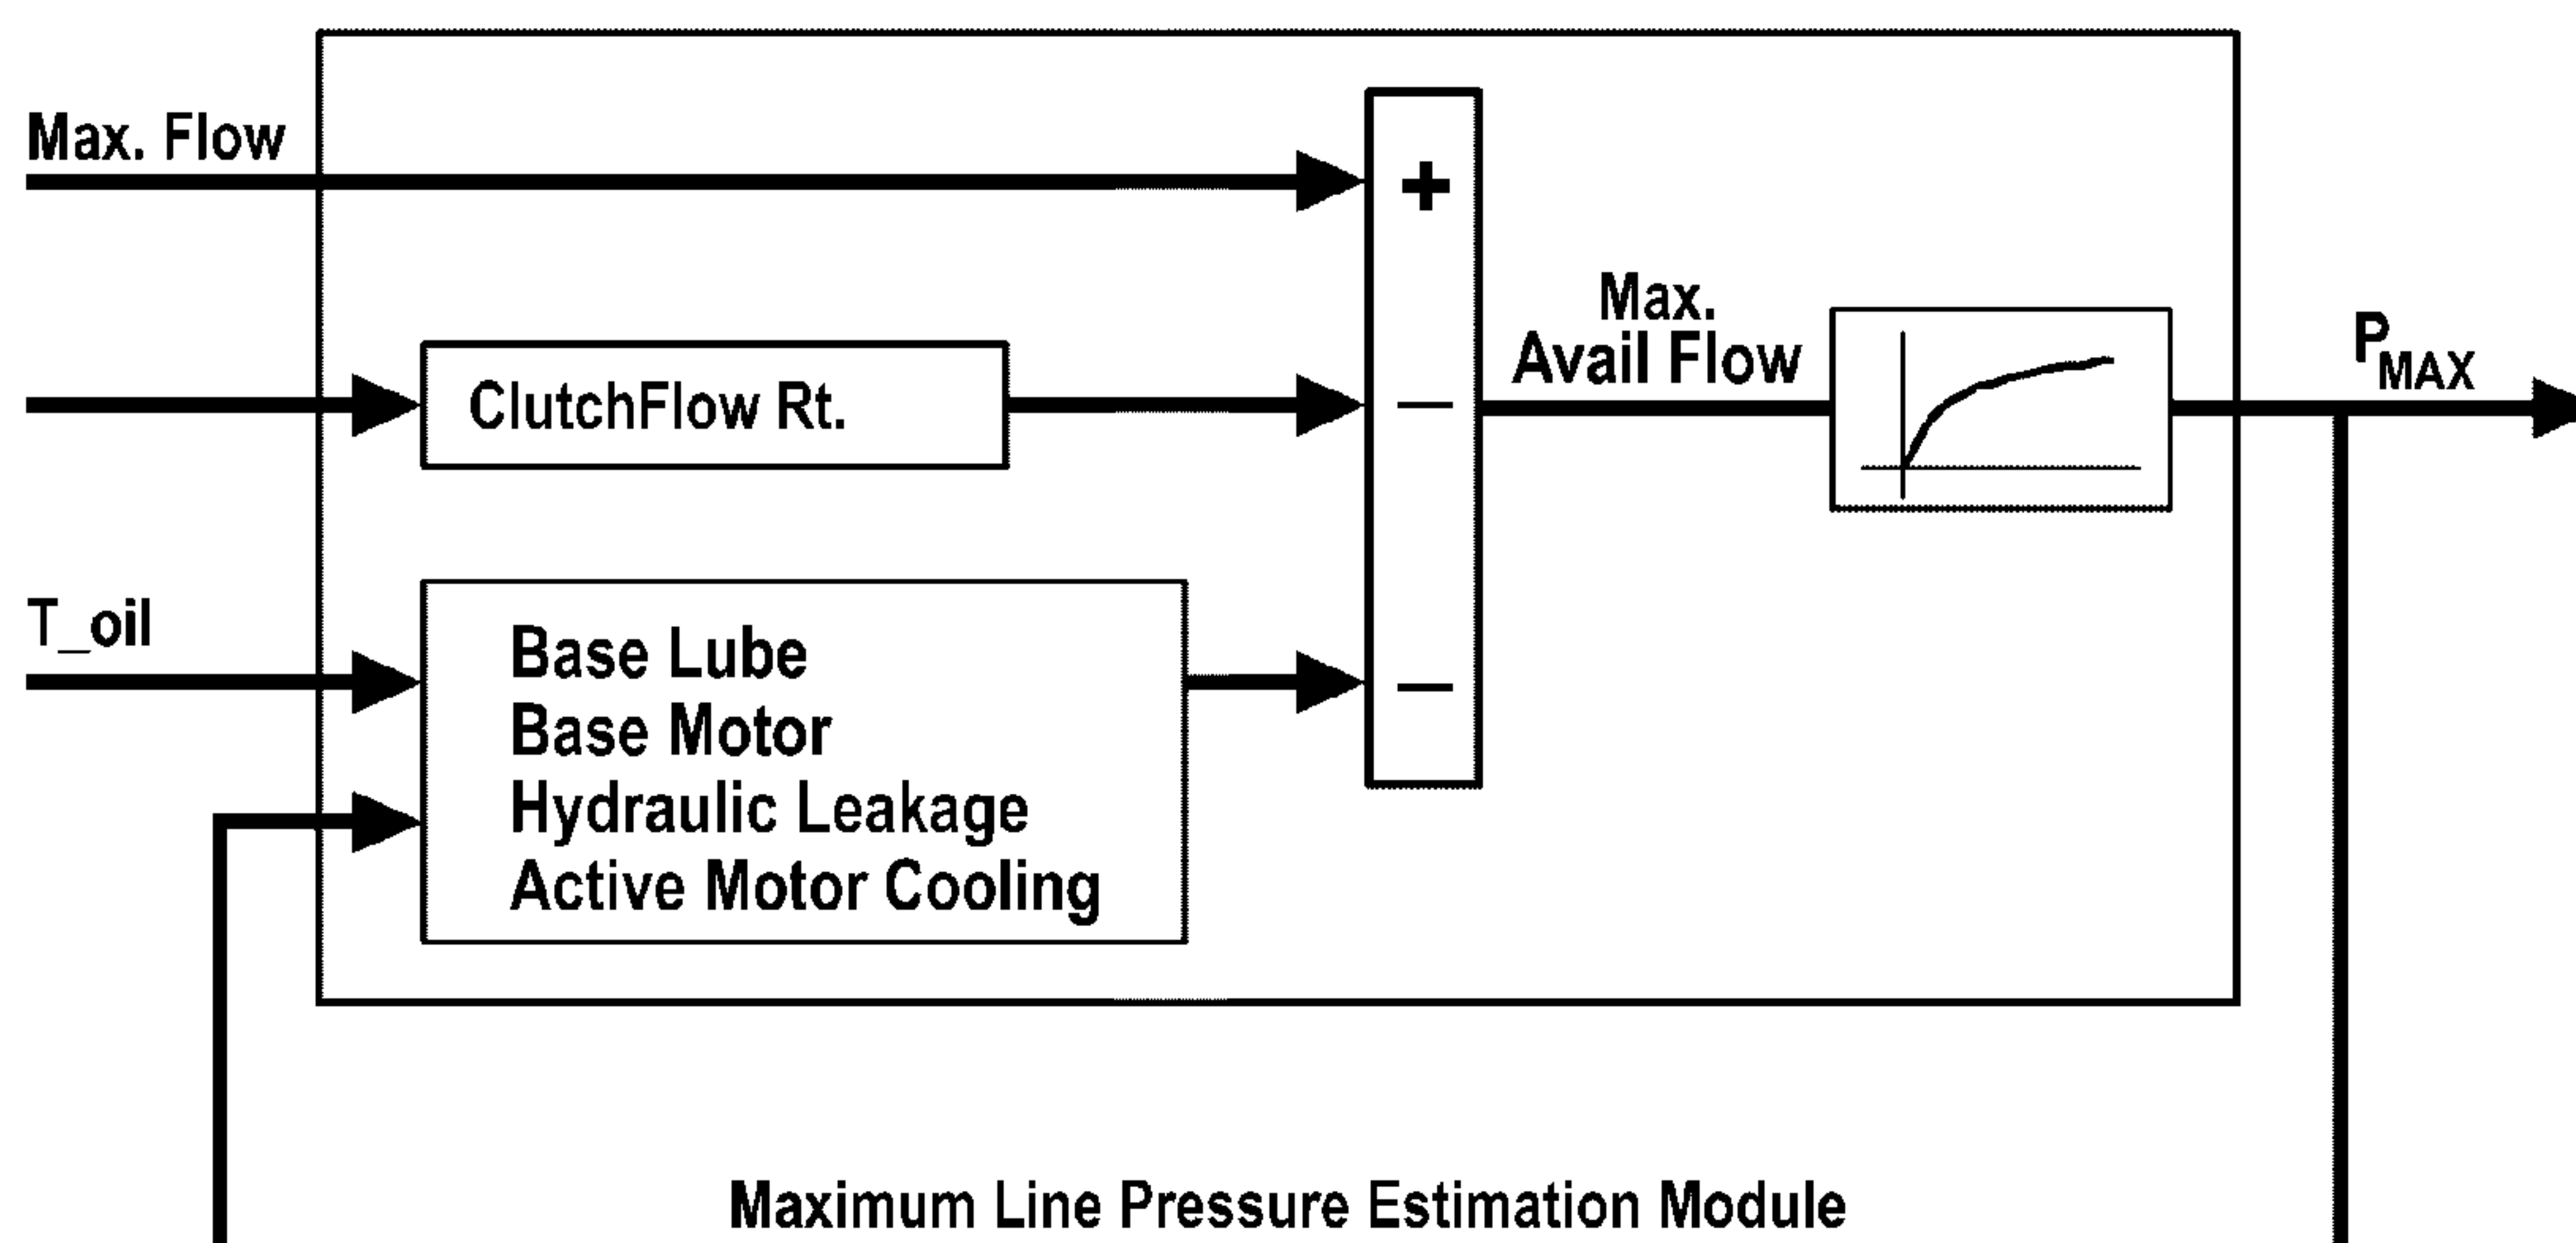 Max. Flow
+
Max.
Avail Flow
P MAX
ClutchFlow Rt.
–
T_oil
Base Lube
Base Motor
Hydraulic Leakage
Active Motor Cooling
–
Maximum Line Pressure Estimation Module